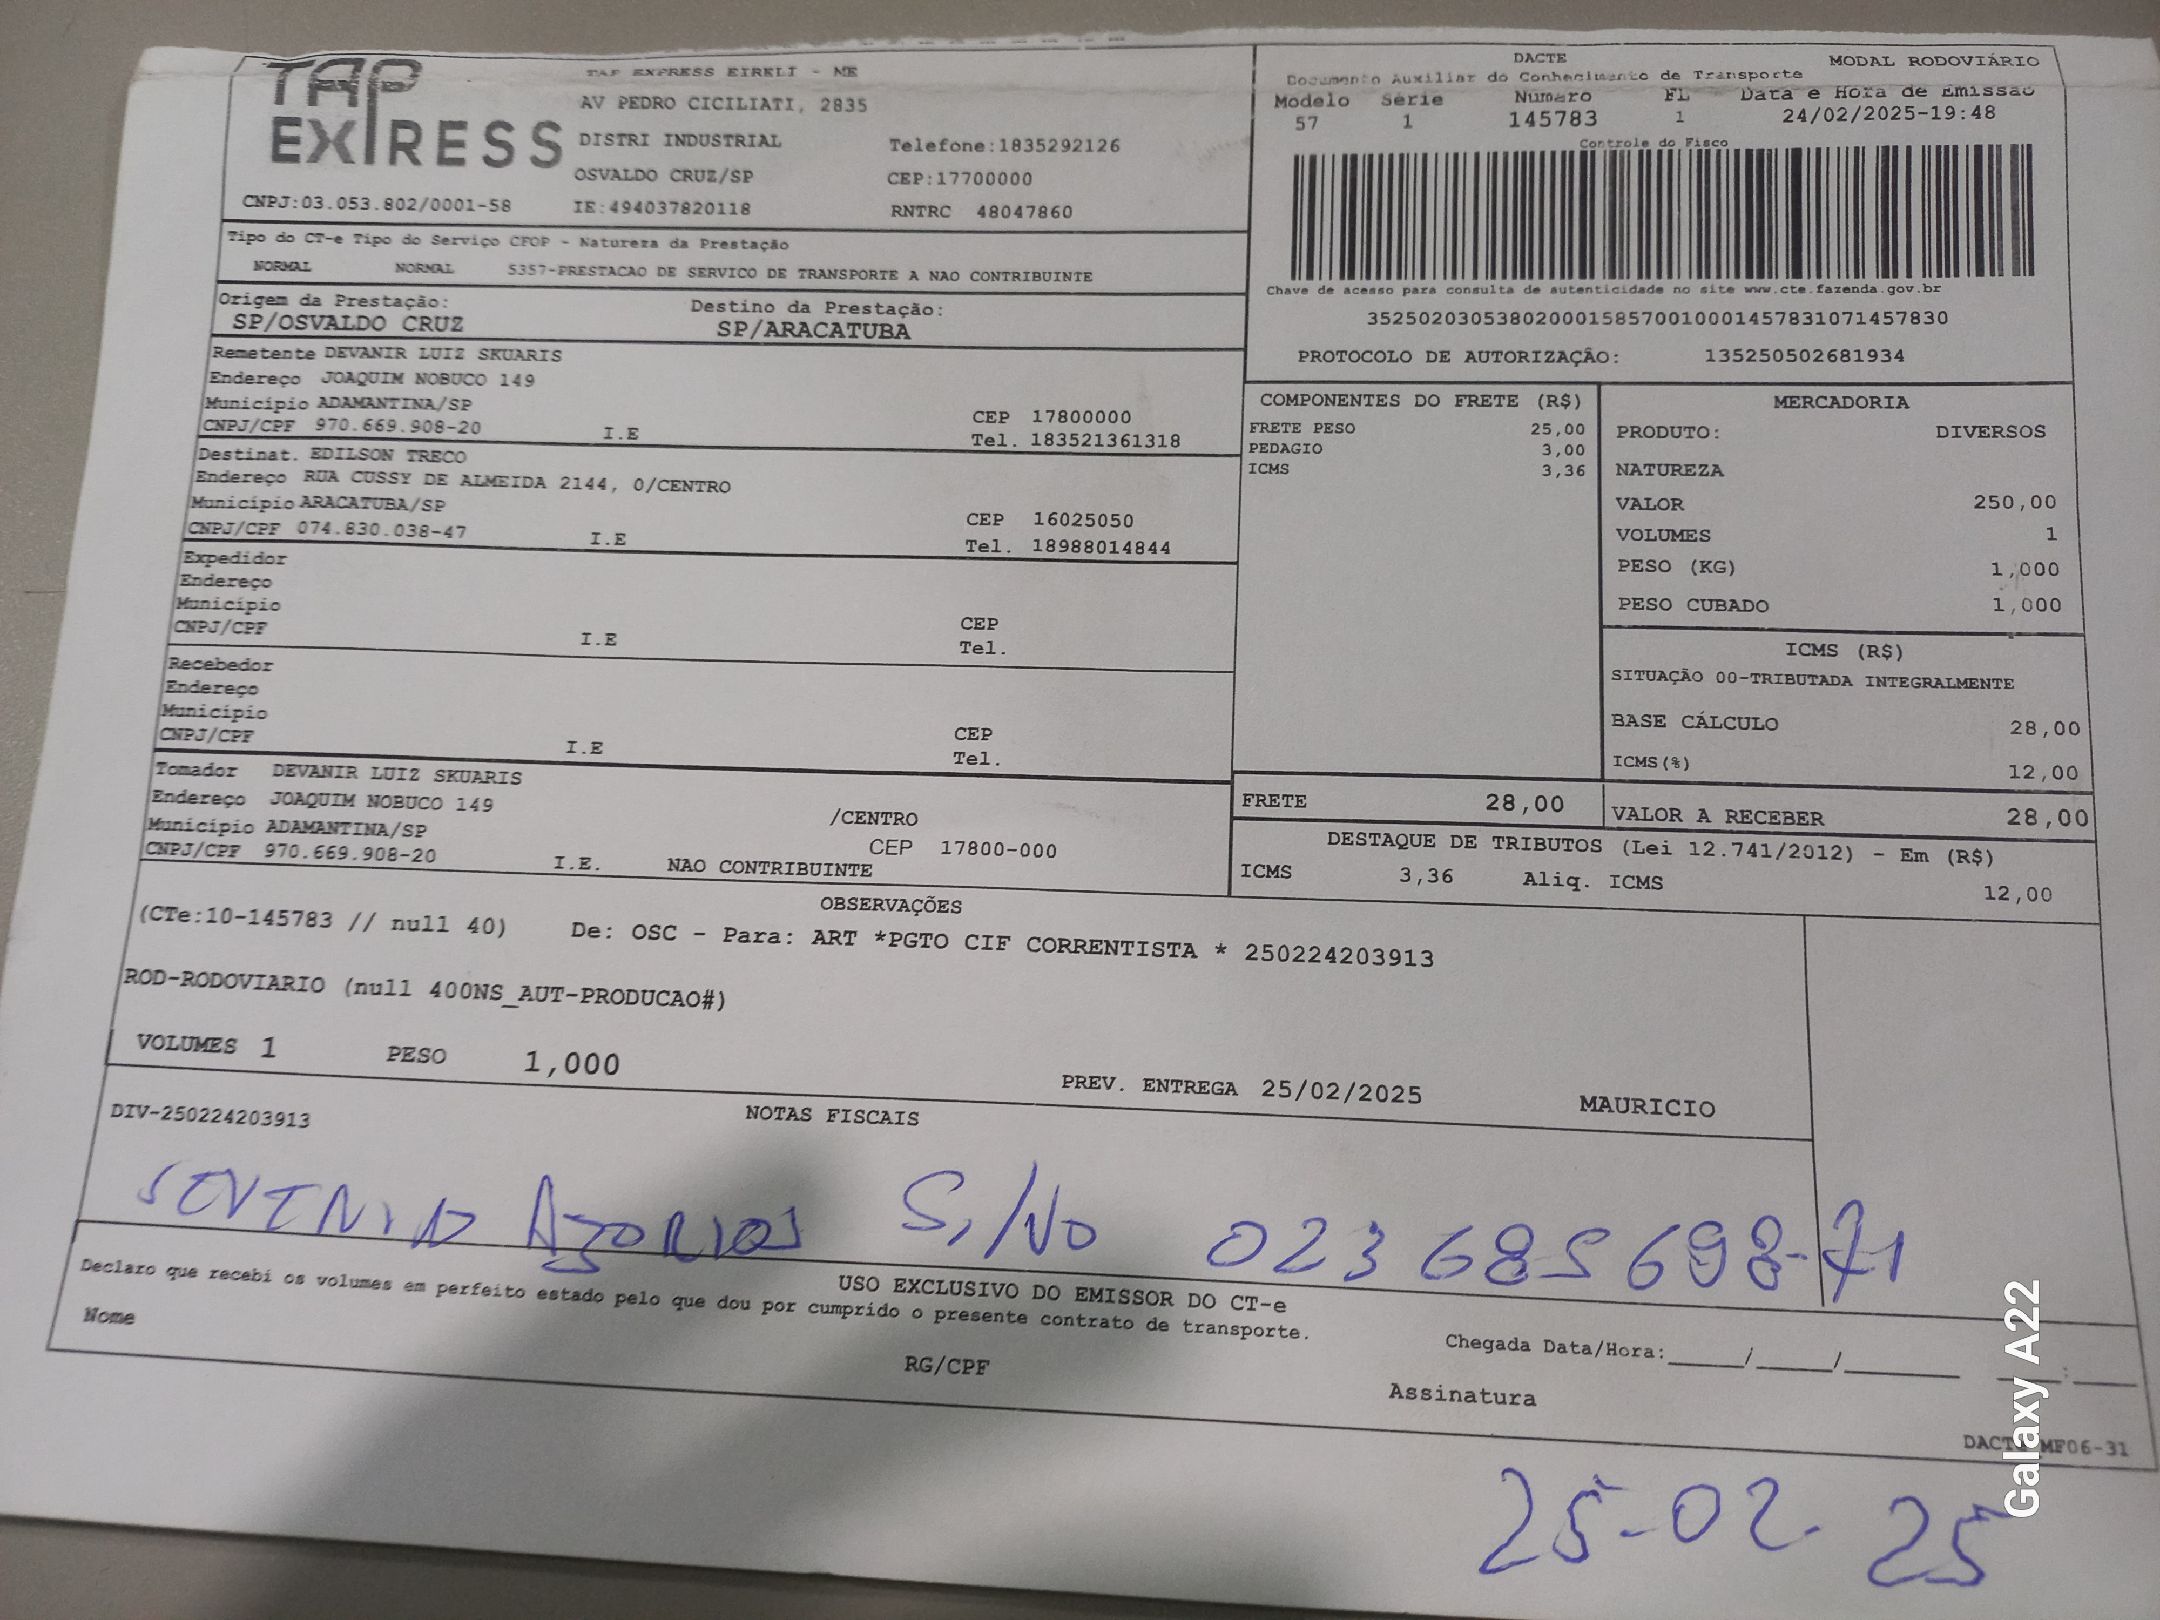 TAP EXPRESS
TAP EXPRESS EIRELI - ME
AV PEDRO CICILIATI, 2835
DISTRI INDUSTRIAL Telefone:1835292126
OSVALDO CRUZ/SP CEP:17700000
CNPJ:03.053.802/0001-58 IE:494037820118 RNTRC 48047860
DACTE MODAL RODOVIÁRIO
Documento Auxiliar do Conhecimento de Transporte
Modelo Série Número FL Data e Hora de Emissão
57 1 145783 1 24/02/2025-19:48
Controle do Fisco
Chave de acesso para consulta de autenticidade no site www.cte.fazenda.gov.br
35250203053802000158570010001457831071457830
PROTOCOLO DE AUTORIZAÇÃO: 135250502681934
Tipo do CT-e Tipo do Serviço CFOP - Natureza da Prestação
NORMAL NORMAL 5357-PRESTACAO DE SERVICO DE TRANSPORTE A NAO CONTRIBUINTE
Origem da Prestação: Destino da Prestação:
SP/OSVALDO CRUZ SP/ARACATUBA
Remetente DEVANIR LUIZ SKUARIS
Endereço JOAQUIM NOBUCO 149
Município ADAMANTINA/SP CEP 17800000
CNPJ/CPF 970.669.908-20 I.E Tel. 183521361318
Destinat. EDILSON TRECO
Endereço RUA CUSSY DE ALMEIDA 2144, 0/CENTRO
Município ARACATUBA/SP CEP 16025050
CNPJ/CPF 074.830.038-47 I.E Tel. 18988014844
Expedidor
Endereço
Município CEP
CNPJ/CPF I.E Tel.
Recebedor
Endereço
Município CEP
CNPJ/CPF I.E Tel.
Tomador DEVANIR LUIZ SKUARIS
Endereço JOAQUIM NOBUCO 149 /CENTRO
Município ADAMANTINA/SP CEP 17800-000
CNPJ/CPF 970.669.908-20 I.E. NAO CONTRIBUINTE
COMPONENTES DO FRETE (R$)
FRETE PESO 25,00
PEDAGIO 3,00
ICMS 3,36
MERCADORIA
PRODUTO: DIVERSOS
NATUREZA
VALOR 250,00
VOLUMES 1
PESO (KG) 1,000
PESO CUBADO 1,000
ICMS (R$)
SITUAÇÃO 00-TRIBUTADA INTEGRALMENTE
BASE CÁLCULO 28,00
ICMS(%) 12,00
FRETE 28,00 VALOR A RECEBER 28,00
DESTAQUE DE TRIBUTOS (Lei 12.741/2012) - Em (R$)
ICMS 3,36 Aliq. ICMS 12,00
OBSERVAÇÕES
(CTe:10-145783 // null 40) De: OSC - Para: ART *PGTO CIF CORRENTISTA * 250224203913
ROD-RODOVIARIO (null 400NS_AUT-PRODUCAO#)
VOLUMES 1 PESO 1,000 PREV. ENTREGA 25/02/2025 MAURICIO
DIV-250224203913 NOTAS FISCAIS
S,/No 023685698-71
USO EXCLUSIVO DO EMISSOR DO CT-e
Declaro que recebi os volumes em perfeito estado pelo que dou por cumprido o presente contrato de transporte.
Nome RG/CPF Chegada Data/Hora:_____/_____/________ ____:____
Assinatura
MF06-31
25-02 25
Galaxy A22